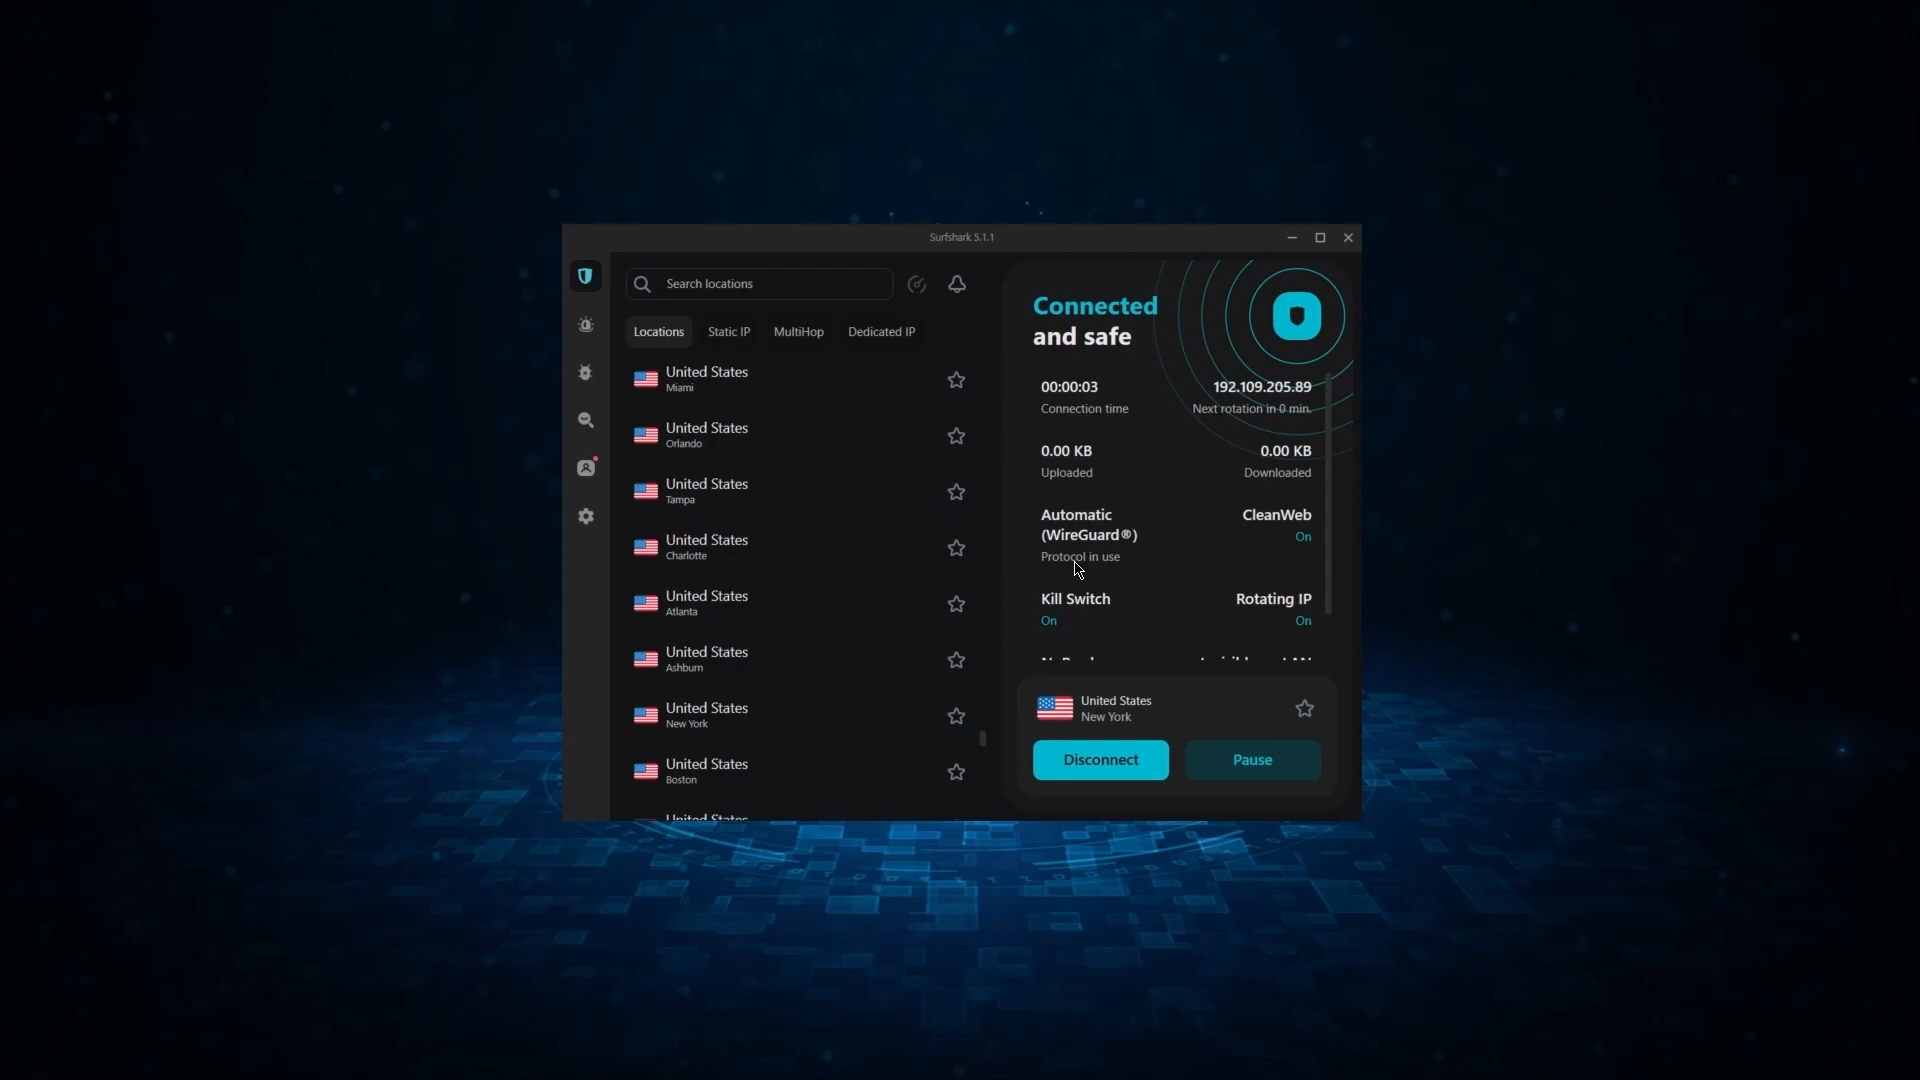 Surfshark 5.1.1
Search locations
Locations Static IP MultiHop Dedicated IP
United States
Miami
United States
Orlando
United States
Tampa
United States
Charlotte
United States
Atlanta
United States
Ashburn
United States
New York
United States
Boston
United States
Connected
and safe
00:00:03 192.109.205.89
Connection time Next rotation in 0 min.
0.00 KB 0.00 KB
Uploaded Downloaded
Automatic CleanWeb
(WireGuard®) On
Protocol in use
Kill Switch Rotating IP
On On
United States
New York
Disconnect Pause